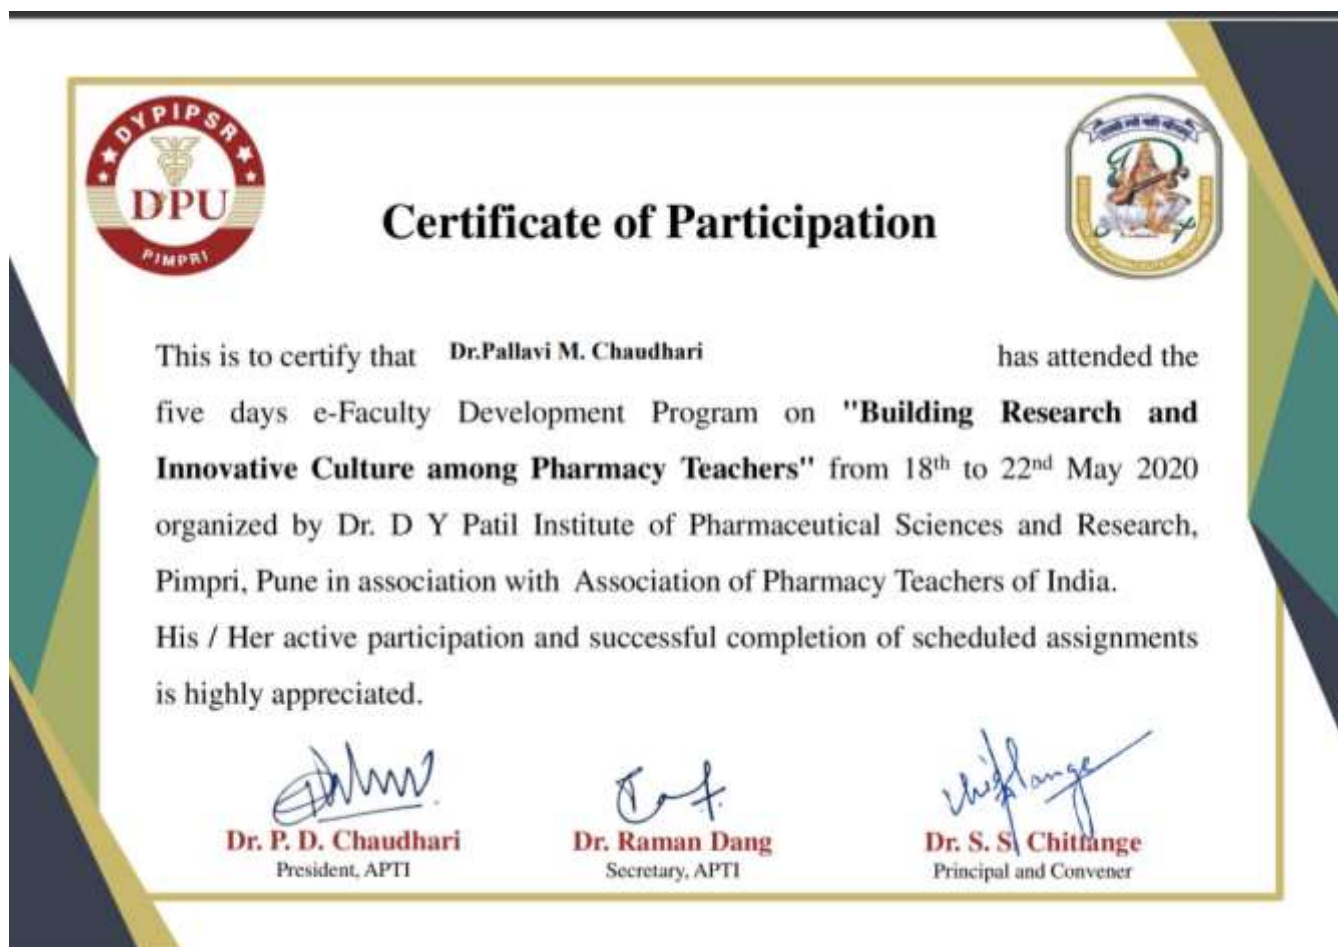 DYPIPSR
DPU
PIMPRI
Certificate of Participation
This is to certify that Dr.Pallavi M. Chaudhari has attended the
five days e-Faculty Development Program on "Building Research and
Innovative Culture among Pharmacy Teachers" from 18th to 22nd May 2020
organized by Dr. D Y Patil Institute of Pharmaceutical Sciences and Research,
Pimpri, Pune in association with Association of Pharmacy Teachers of India.
His / Her active participation and successful completion of scheduled assignments
is highly appreciated.
Dr. P. D. Chaudhari
President, APTI
Dr. Raman Dang
Secretary, APTI
Dr. S. S. Chitlange
Principal and Convener